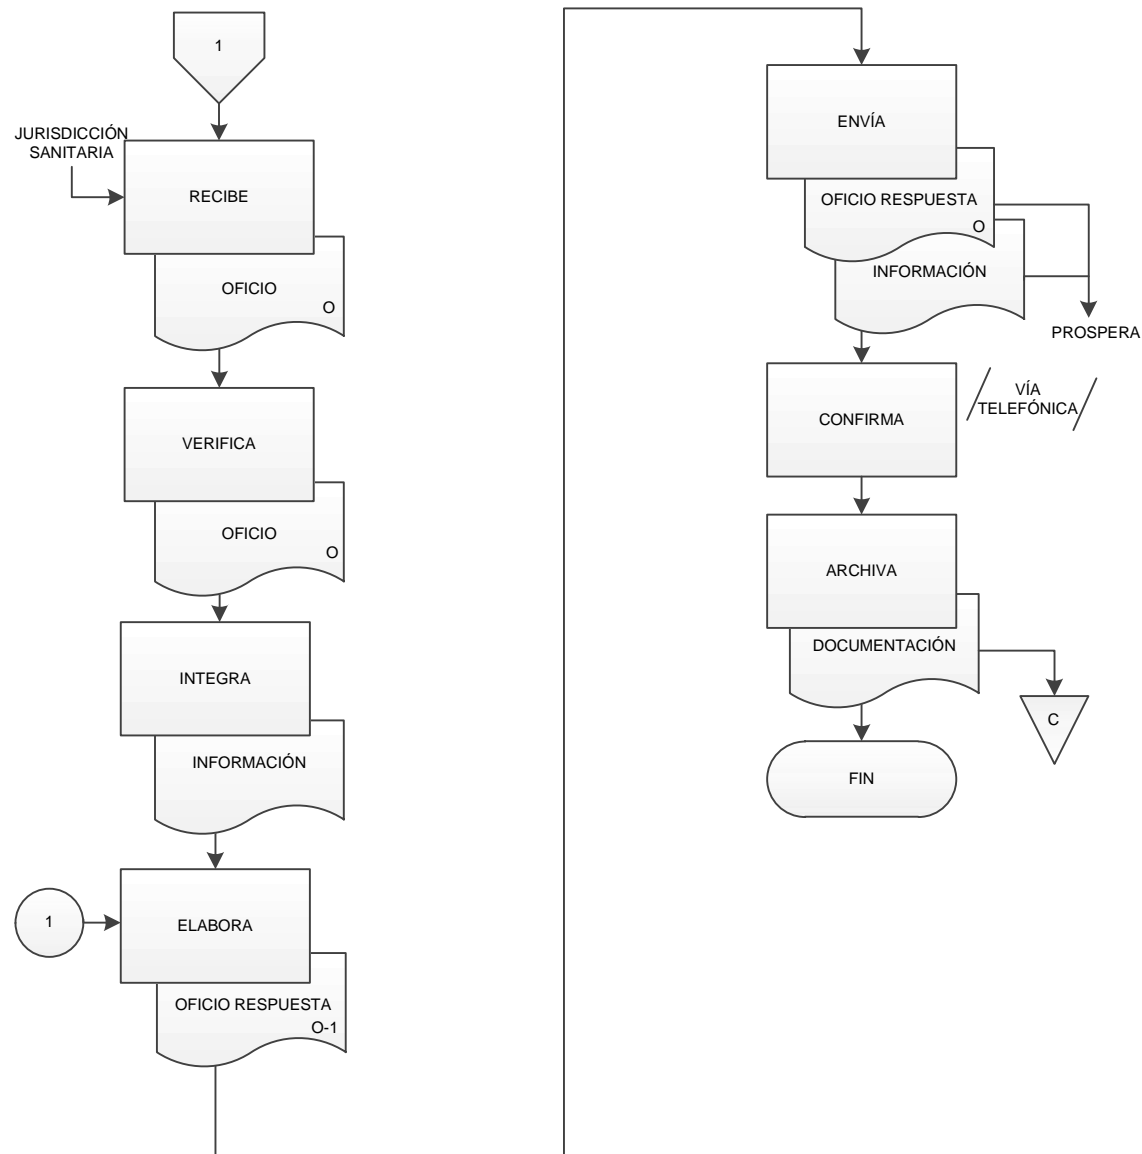 1
JURISDICCIÓN
SANITARIA
RECIBE
OFICIO
O
VERIFICA
OFICIO
O
INTEGRA
INFORMACIÓN
1
ELABORA
OFICIO RESPUESTA
O-1
ENVÍA
OFICIO RESPUESTA
O
INFORMACIÓN
PROSPERA
CONFIRMA
VÍA
TELEFÓNICA
ARCHIVA
DOCUMENTACIÓN
C
FIN